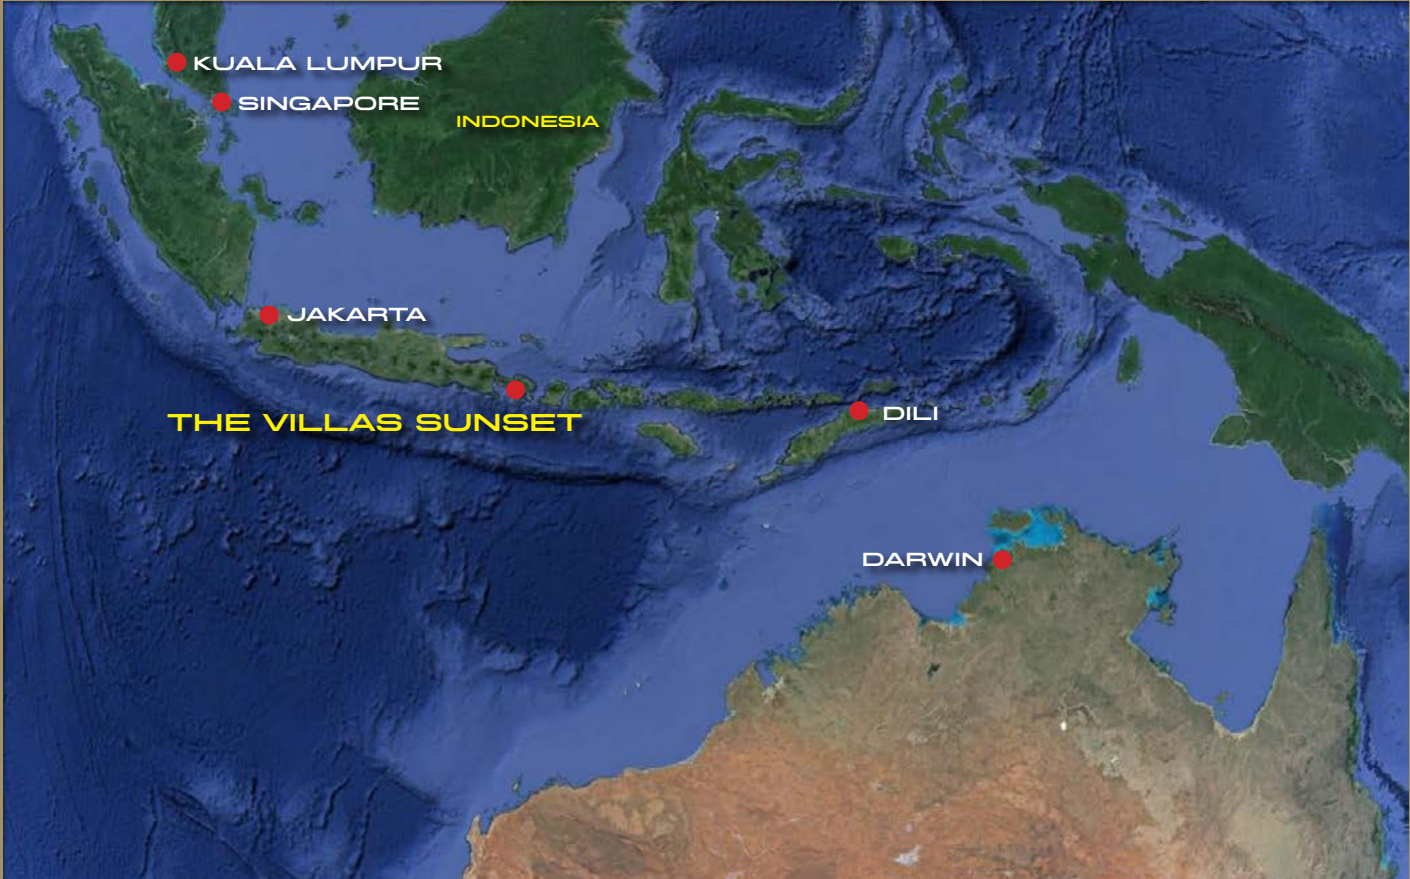 KUALA LUMPUR
SINGAPORE
INDONESIA
JAKARTA
THE VILLAS SUNSET
DILI
DARWIN